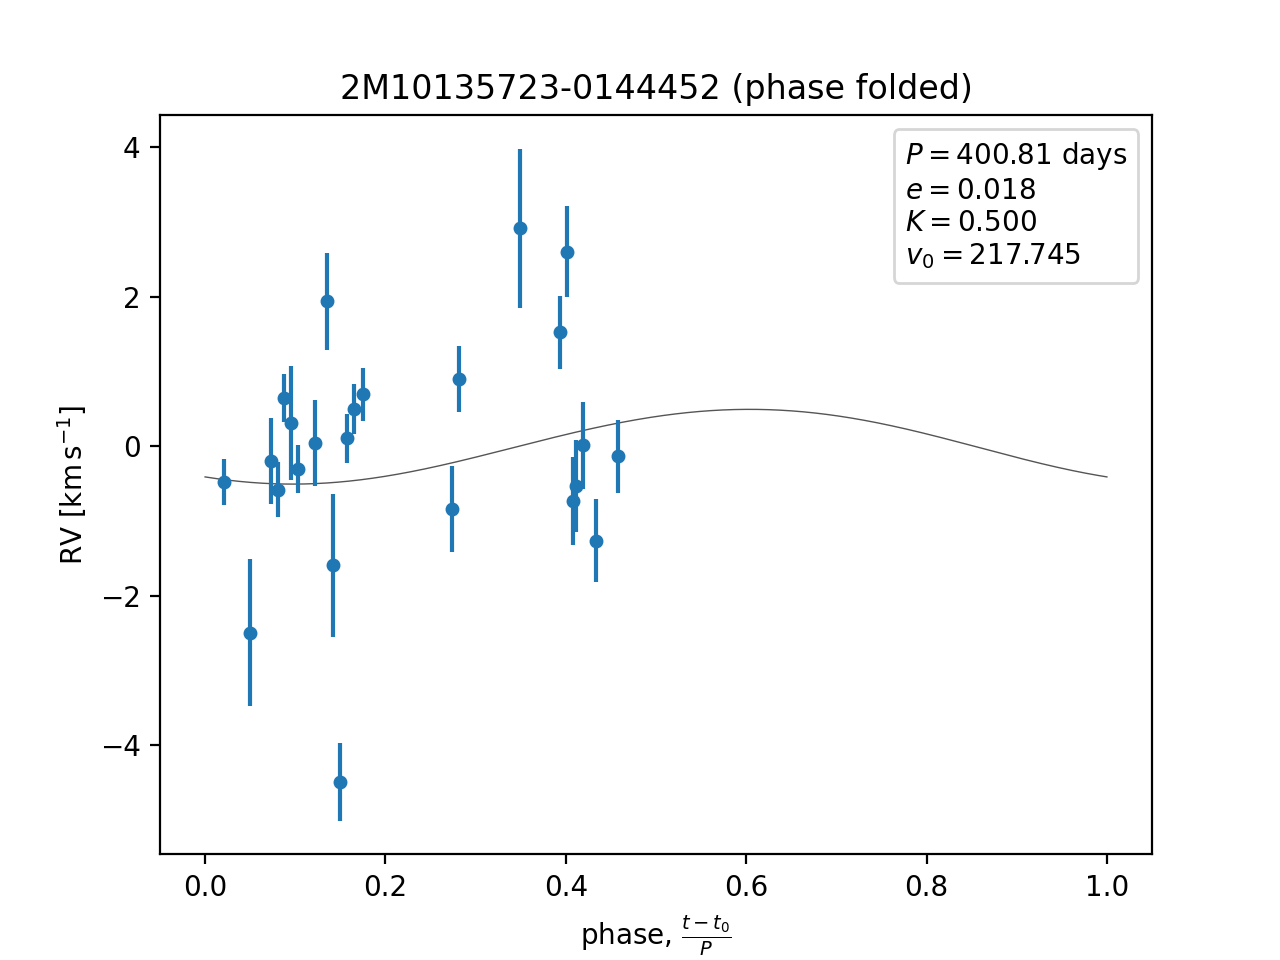 2M10135723-0144452 (phase folded)
P = 400.81 days
e = 0.018
K = 0.500
v₀ = 217.745
4
2
0
−2
−4
RV [km s⁻¹]
0.0 0.2 0.4 0.6 0.8 1.0
phase, (t − t₀)/P